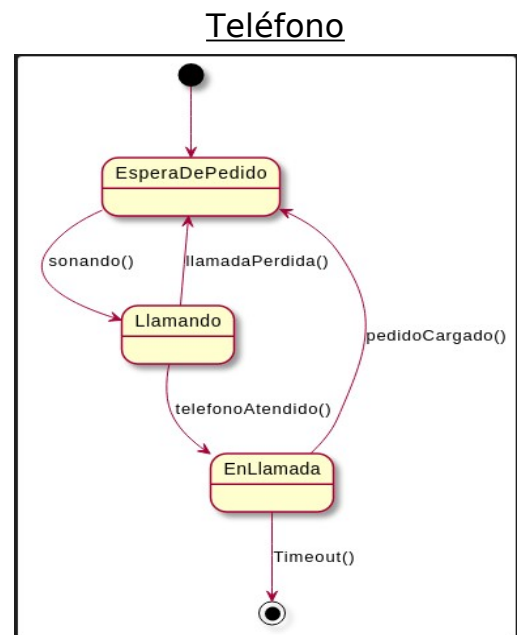 Teléfono
EsperaDePedido
sonando()
llamadaPerdida()
Llamando
pedidoCargado()
telefonoAtendido()
EnLlamada
Timeout()